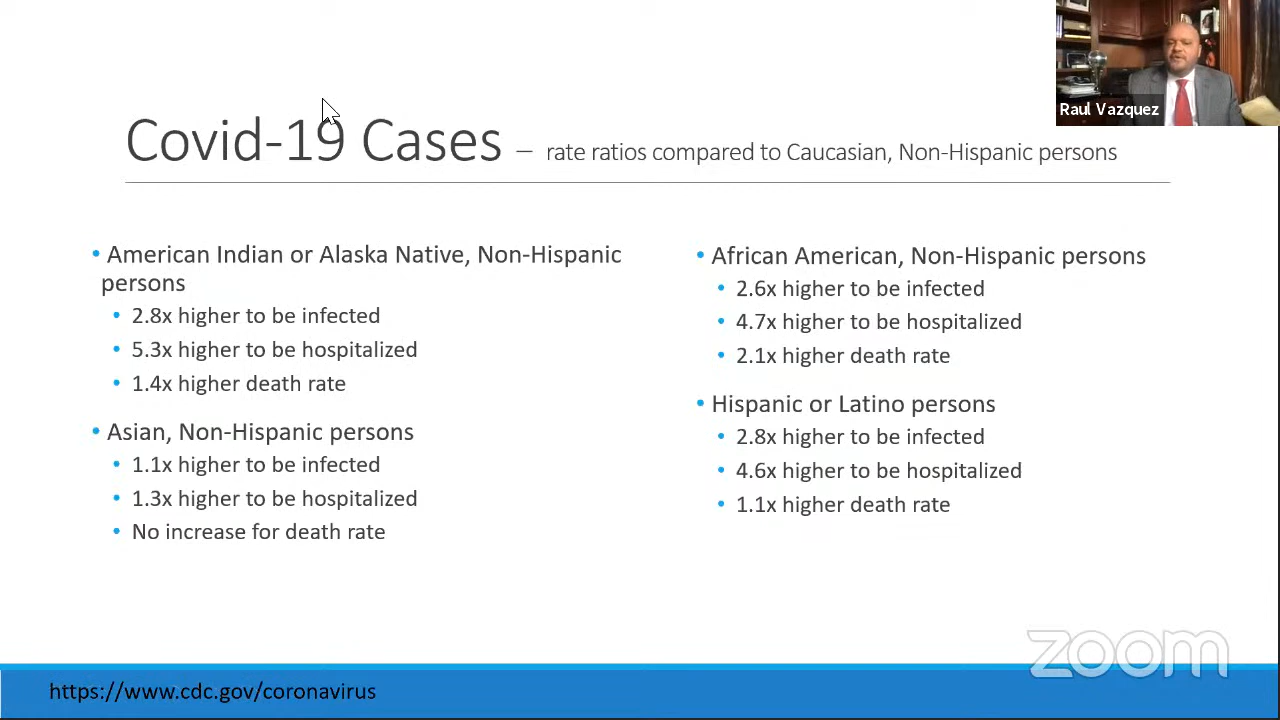 Raul Vazquez
Covid-19 Cases – rate ratios compared to Caucasian, Non-Hispanic persons
• American Indian or Alaska Native, Non-Hispanic
persons
• 2.8x higher to be infected
• 5.3x higher to be hospitalized
• 1.4x higher death rate
• Asian, Non-Hispanic persons
• 1.1x higher to be infected
• 1.3x higher to be hospitalized
• No increase for death rate
• African American, Non-Hispanic persons
• 2.6x higher to be infected
• 4.7x higher to be hospitalized
• 2.1x higher death rate
• Hispanic or Latino persons
• 2.8x higher to be infected
• 4.6x higher to be hospitalized
• 1.1x higher death rate
zoom
https://www.cdc.gov/coronavirus